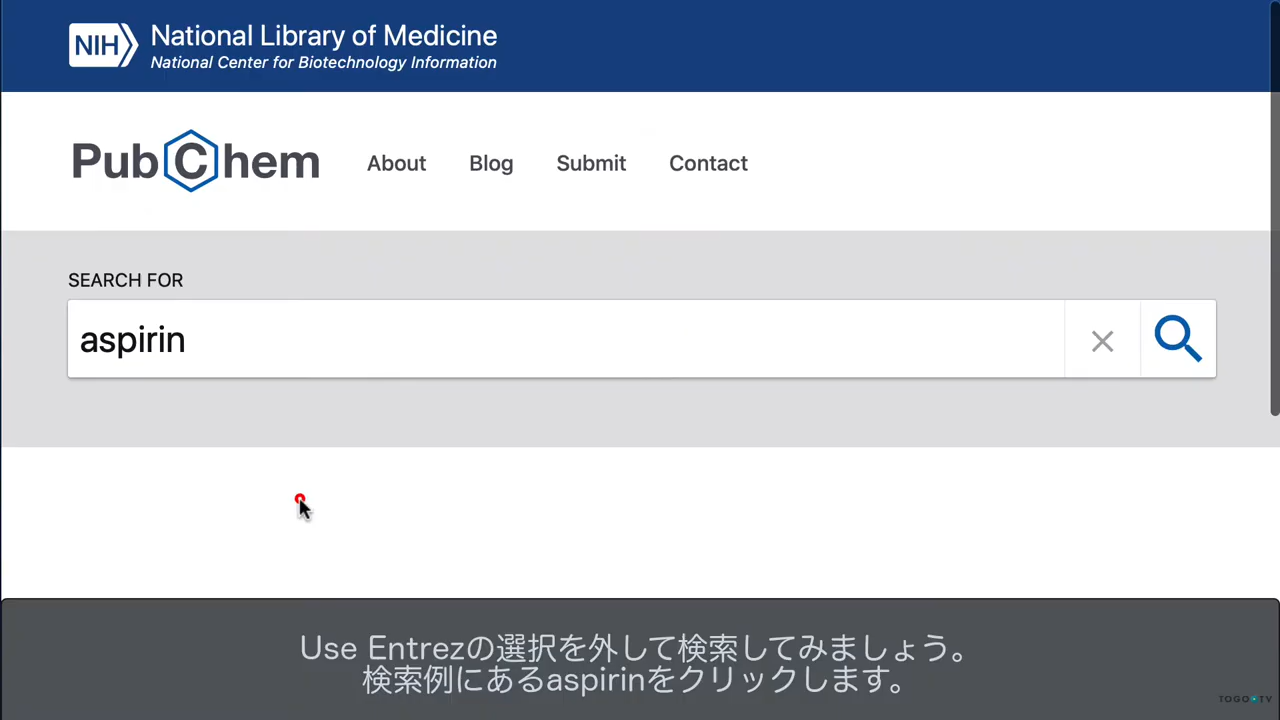 NIH
National Library of Medicine
National Center for Biotechnology Information
PubChem
About Blog Submit Contact
SEARCH FOR
aspirin
Use Entrezの選択を外して検索してみましょう。
検索例にあるaspirinをクリックします。
TOGO TV